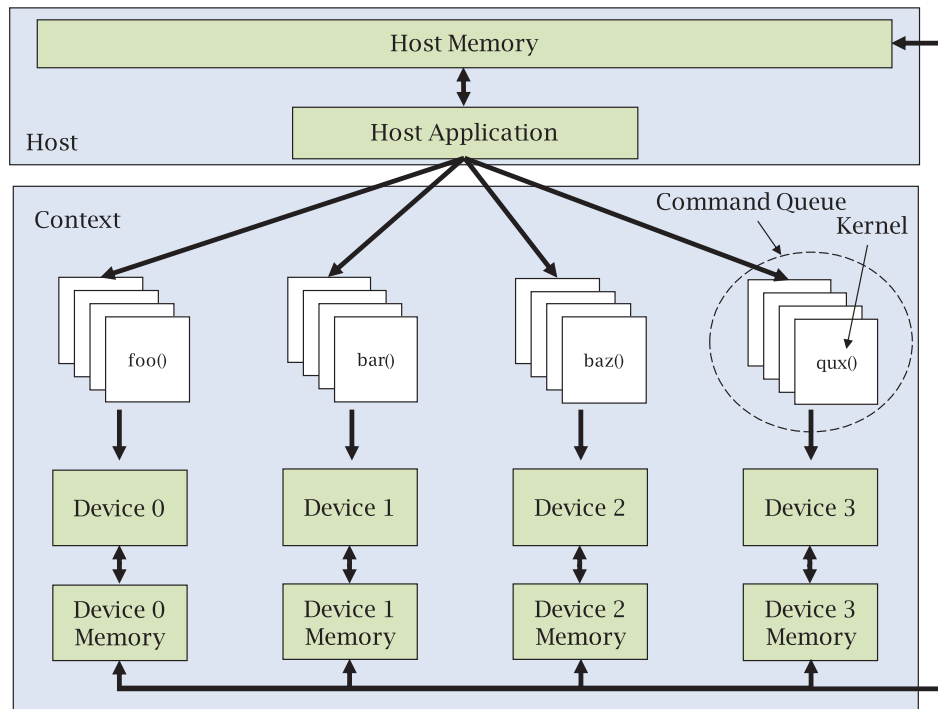 Host Memory
Host Application
Host
Command Queue
Context
Kernel
foo()
bar()
baz()
qux()
Device 0
Device 1
Device 2
Device 3
Device 0
Memory
Device 1
Memory
Device 2
Memory
Device 3
Memory